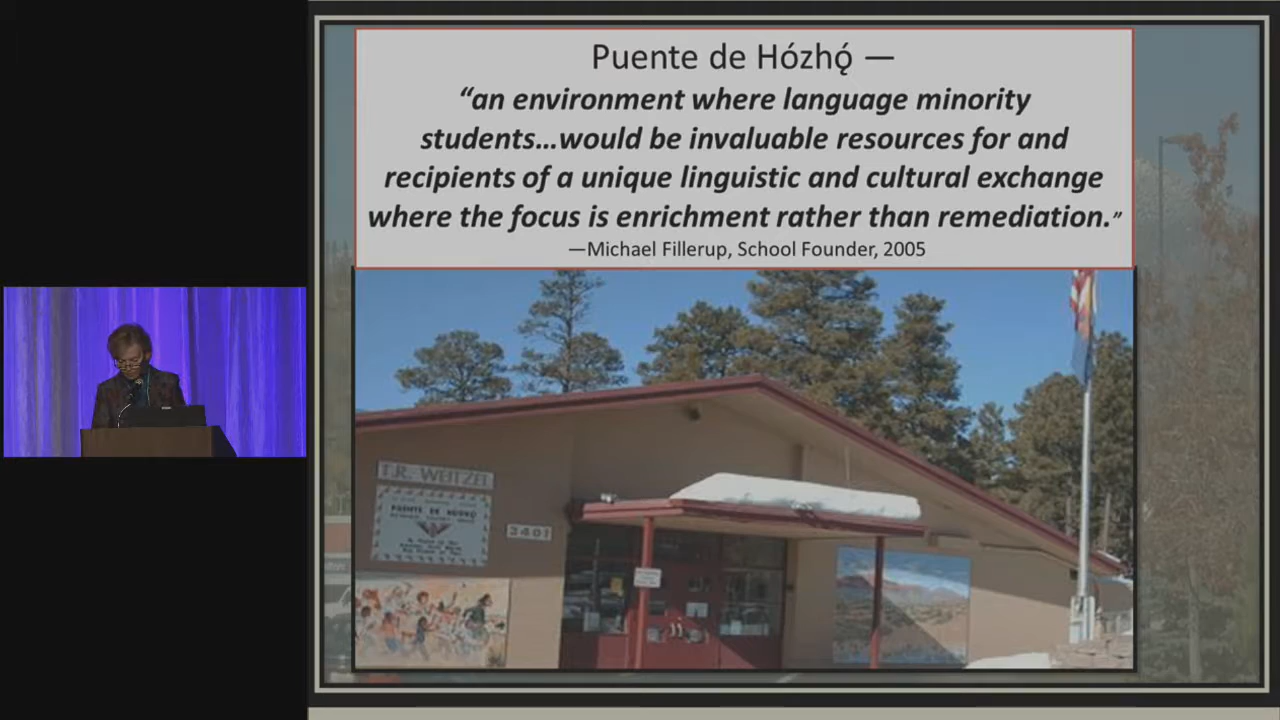 Puente de Hózhǫ́ —
“an environment where language minority
students…would be invaluable resources for and
recipients of a unique linguistic and cultural exchange
where the focus is enrichment rather than remediation.”
—Michael Fillerup, School Founder, 2005
T.R. WEITZEL
PUENTE DE HOZHQ
3401